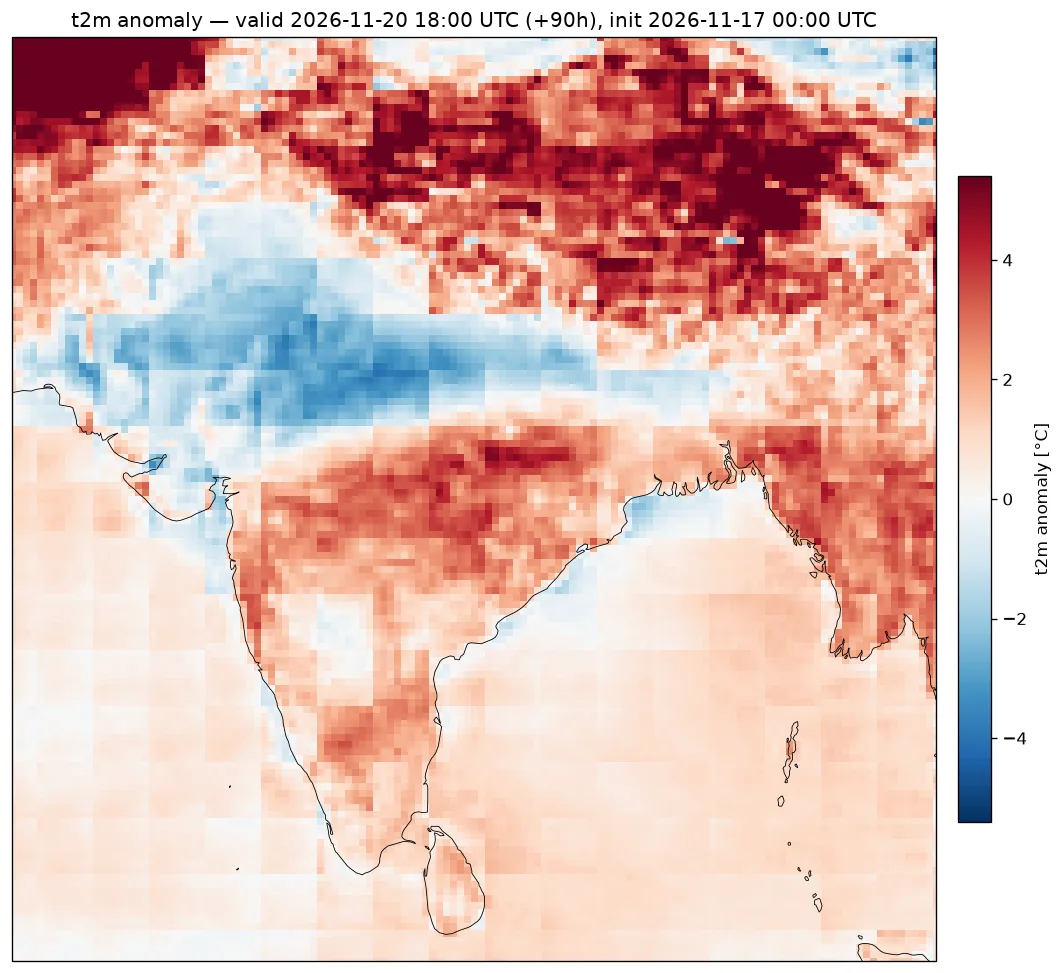 t2m anomaly — valid 2026-11-20 18:00 UTC (+90h), init 2026-11-17 00:00 UTC
4
2
0
−2
−4
t2m anomaly [°C]